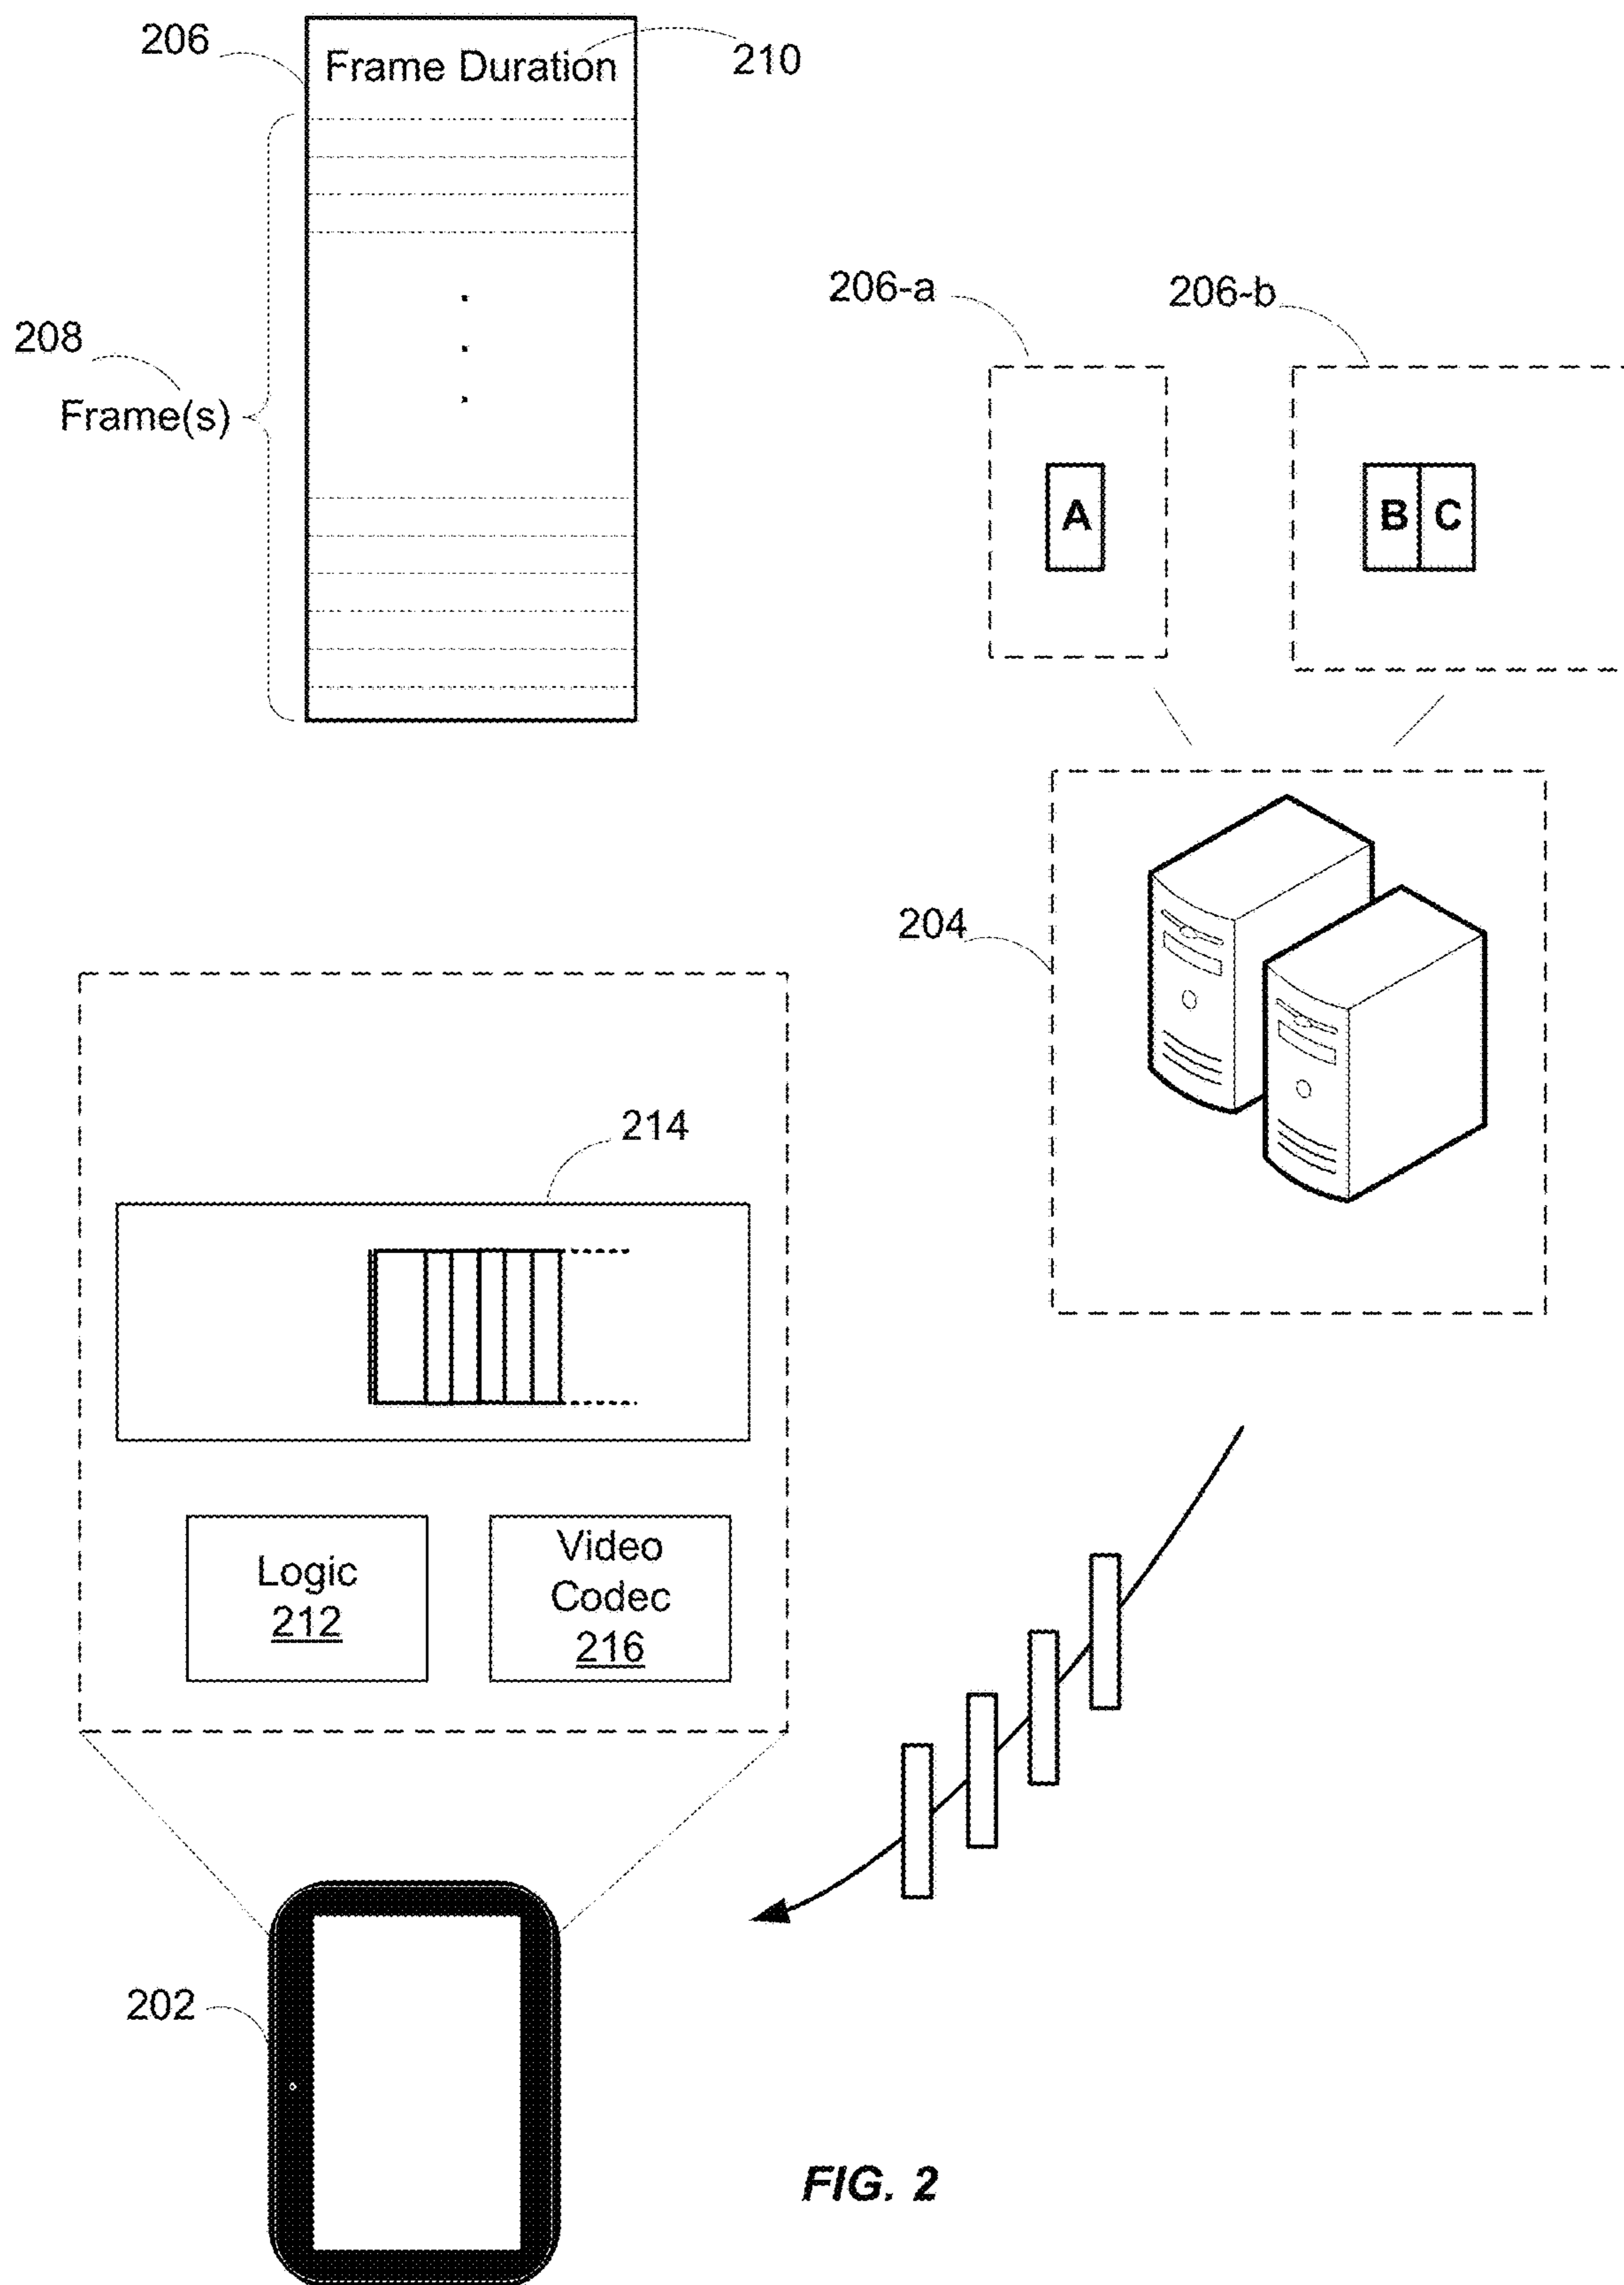 206
Frame Duration
210
208
Frame(s)
206-a
206-b
A
B
C
204
214
Logic
212
Video
Codec
216
202
FIG. 2